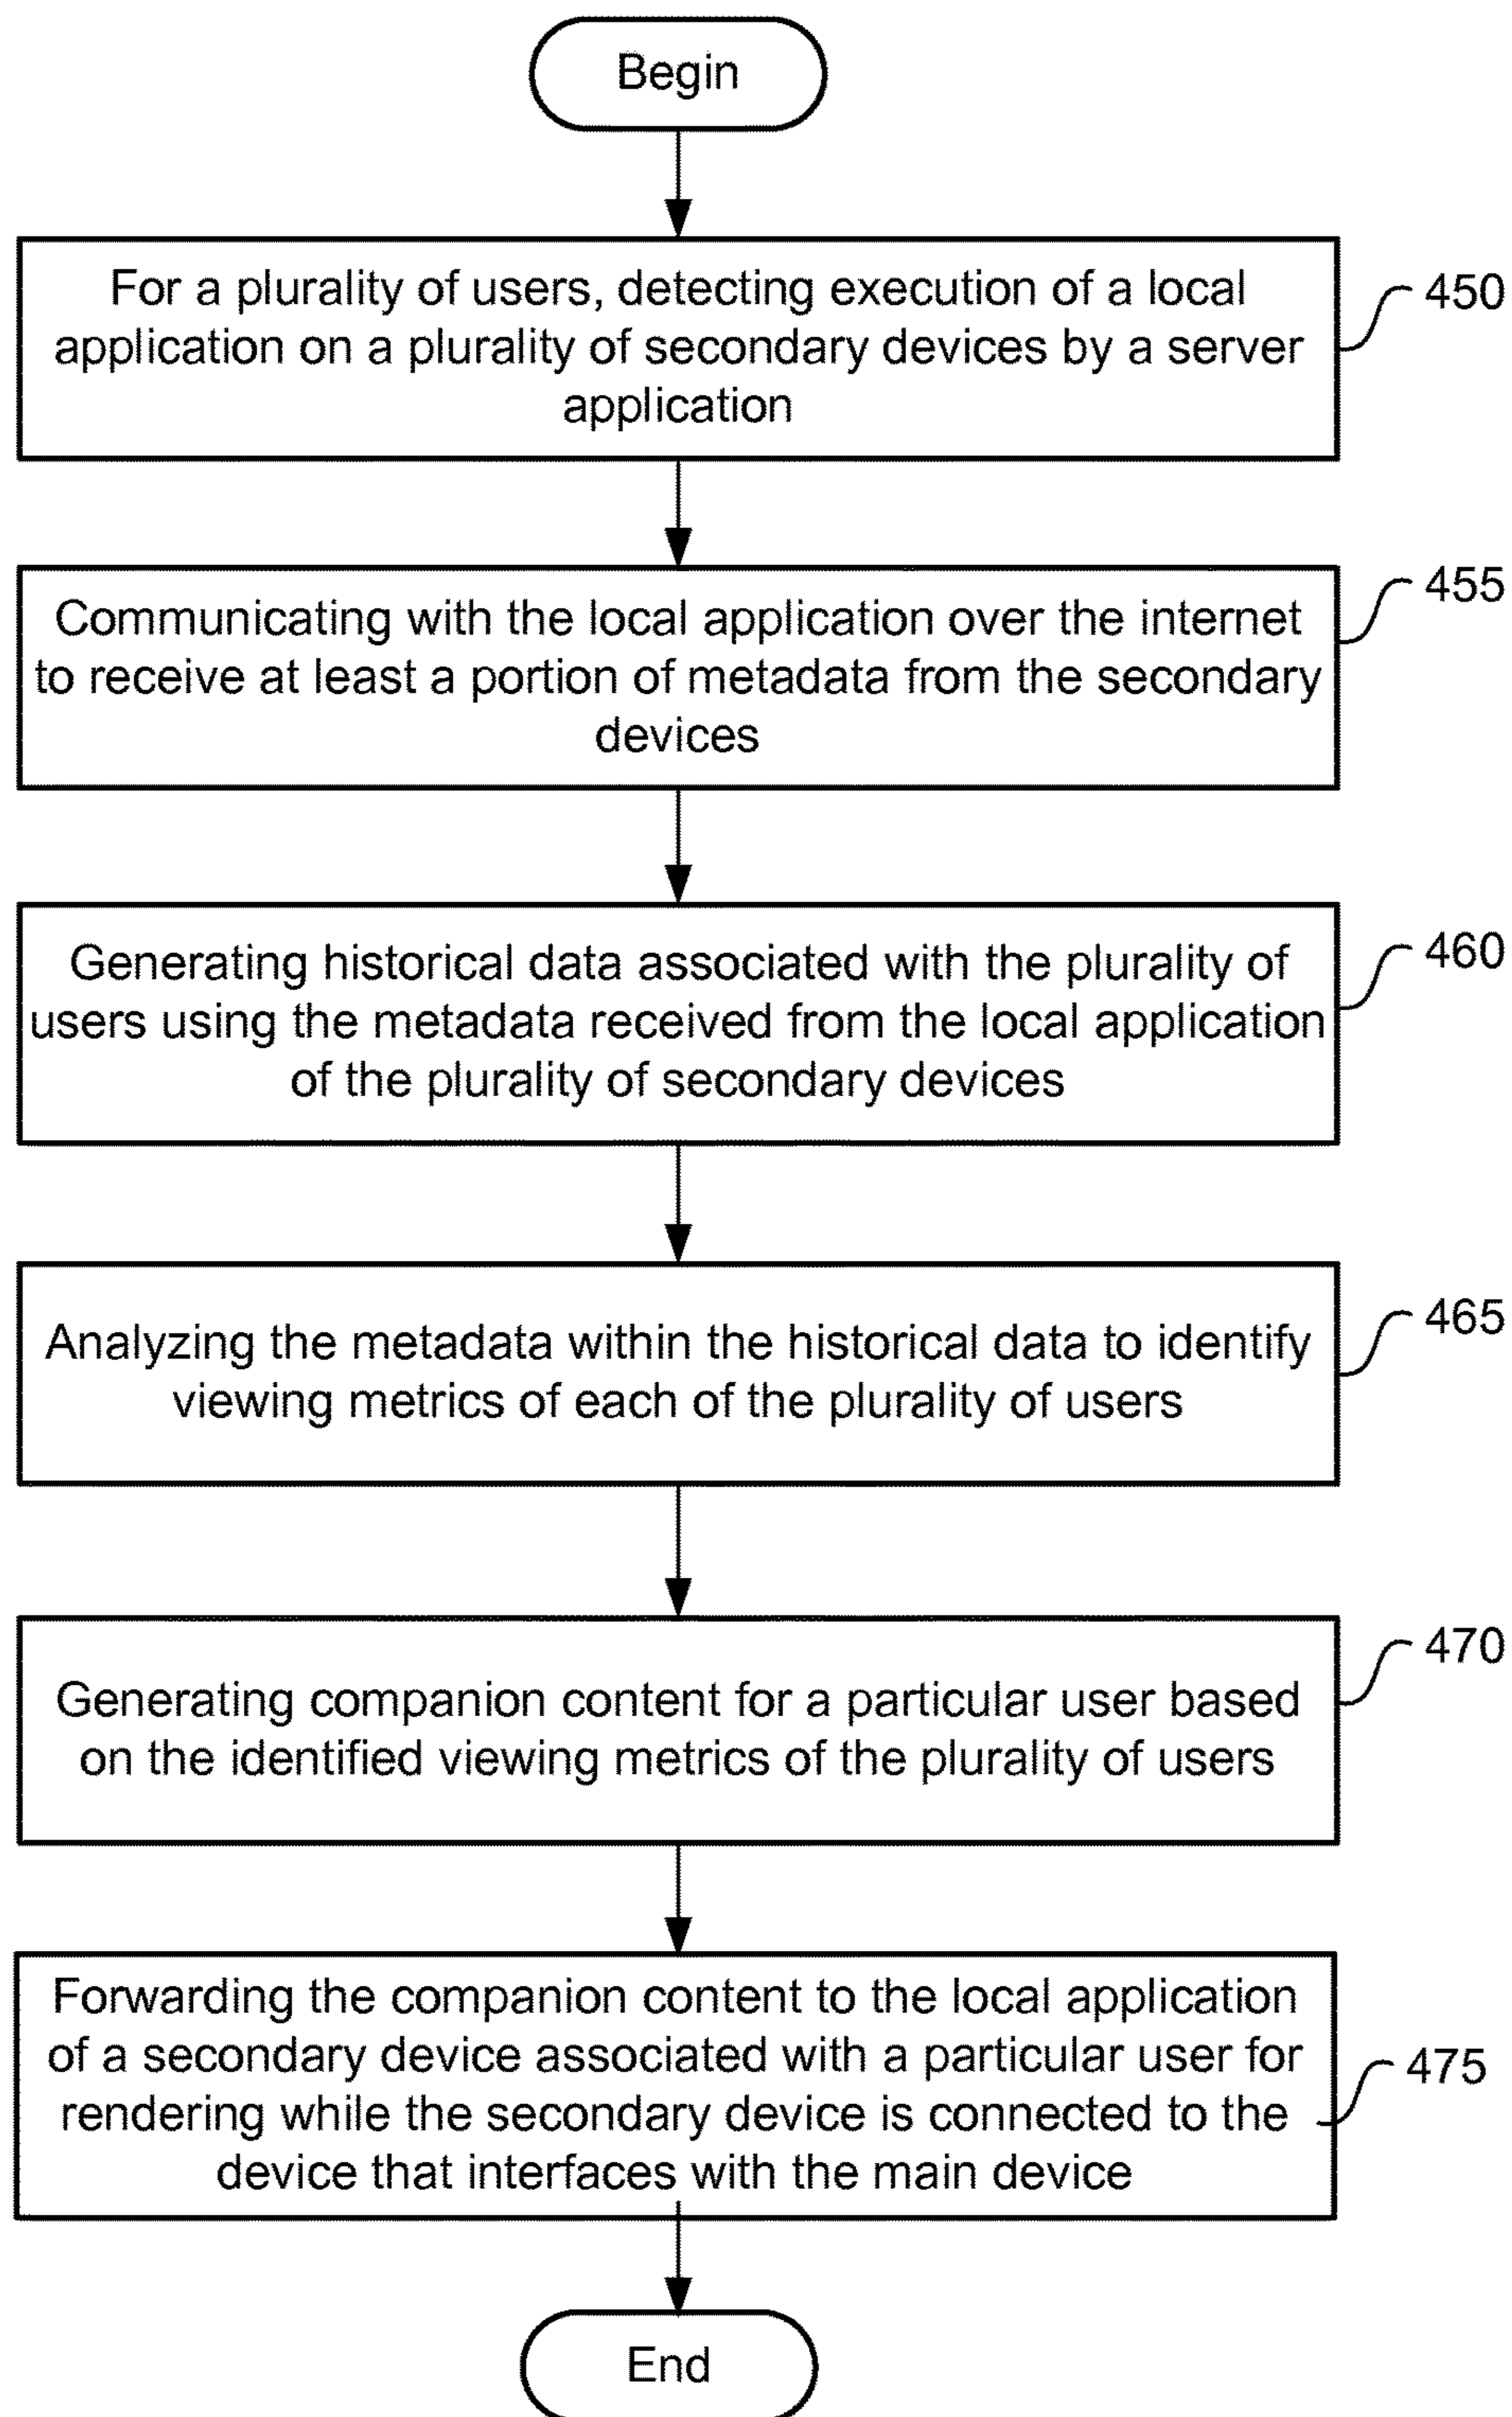 Begin
For a plurality of users, detecting execution of a local
application on a plurality of secondary devices by a server
application
450
Communicating with the local application over the internet
to receive at least a portion of metadata from the secondary
devices
455
Generating historical data associated with the plurality of
users using the metadata received from the local application
of the plurality of secondary devices
460
Analyzing the metadata within the historical data to identify
viewing metrics of each of the plurality of users
465
Generating companion content for a particular user based
on the identified viewing metrics of the plurality of users
470
Forwarding the companion content to the local application
of a secondary device associated with a particular user for
rendering while the secondary device is connected to the
device that interfaces with the main device
475
End